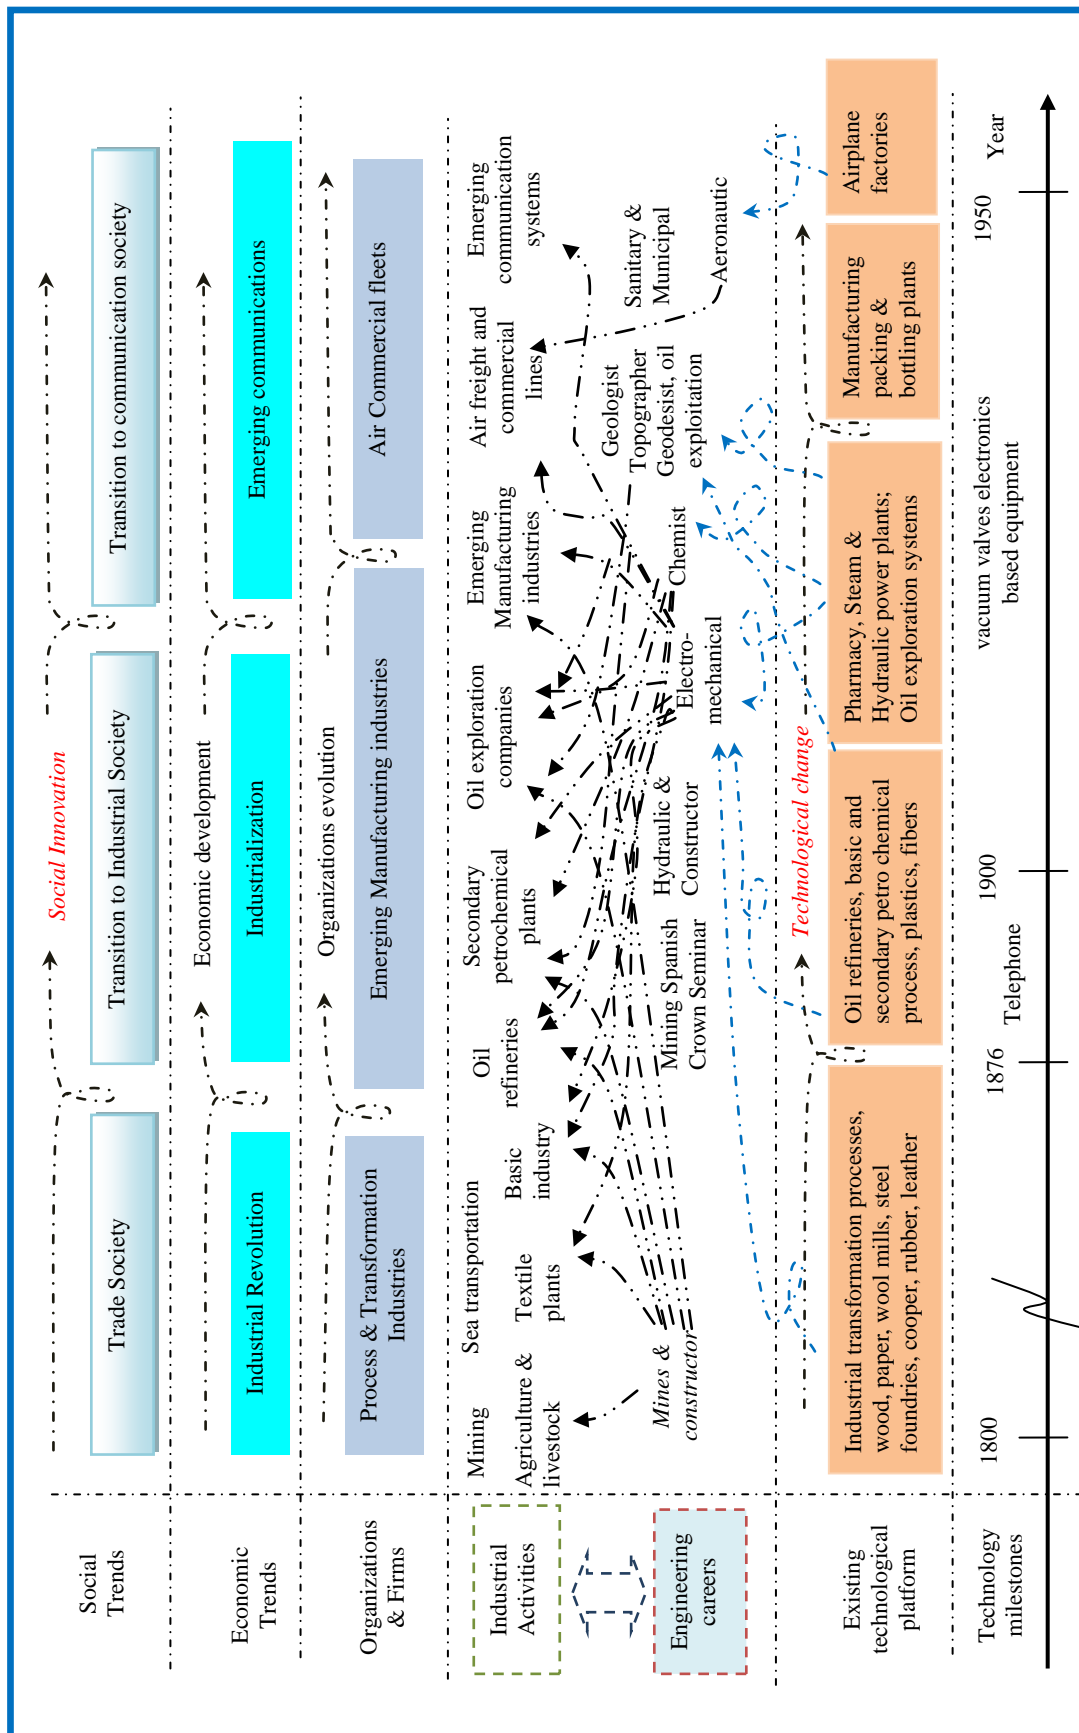 Social
Trends
Social Innovation
Trade Society
Transition to Industrial Society
Transition to communication society
Economic
Trends
Economic development
Industrial Revolution
Industrialization
Emerging communications
Organizations
& Firms
Organizations evolution
Process & Transformation
Industries
Emerging Manufacturing industries
Air Commercial fleets
Industrial
Activities
Mining
Agriculture &
livestock
Sea transportation
Textile
plants
Basic
industry
Oil
refineries
Secondary
petrochemical
plants
Oil exploration
companies
Emerging
Manufacturing
industries
Air freight and
commercial
lines
Emerging
communication
systems
Engineering
careers
Mines &
constructor
Mining Spanish
Crown Seminar
Hydraulic &
Constructor
Electro-
mechanical
Chemist
Geologist
Topographer
Geodesist, oil
exploitation
Sanitary &
Municipal
Aeronautic
Existing
technological
platform
Technological change
Industrial transformation processes,
wood, paper, wool mills, steel
foundries, cooper, rubber, leather
Oil refineries, basic and
secondary petro chemical
process, plastics, fibers
Pharmacy, Steam &
Hydraulic power plants;
Oil exploration systems
Manufacturing
packing &
bottling plants
Airplane
factories
Technology
milestones
1800
1876
Telephone
1900
vacuum valves electronics
based equipment
1950
Year